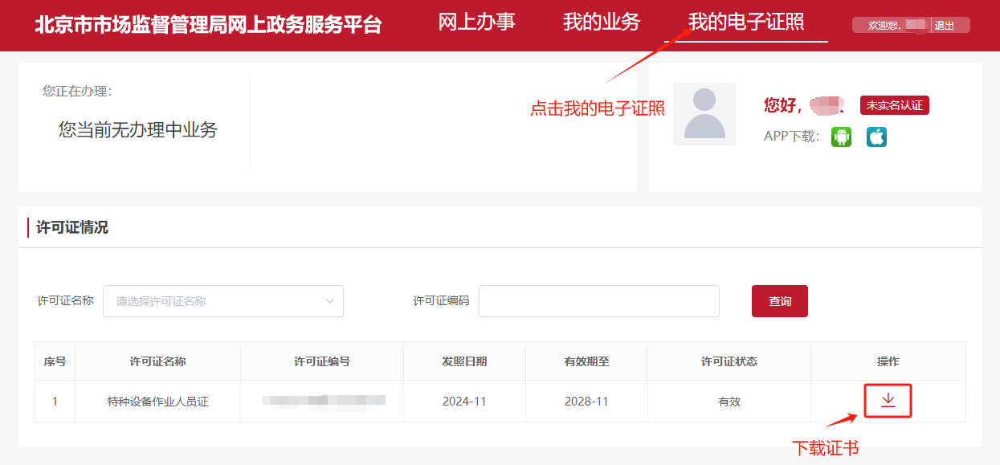 北京市市场监督管理局网上政务服务平台 网上办事 我的业务 我的电子证照 欢迎您, 退出
您正在办理：
点击我的电子证照
您好, 未实名认证
您当前无办理中业务
APP下载：
许可证情况
许可证名称 请选择许可证名称 许可证编码 查询
序号 许可证名称 许可证编号 发照日期 有效期至 许可证状态 操作
1 特种设备作业人员证 2024-11 2028-11 有效
下载证书